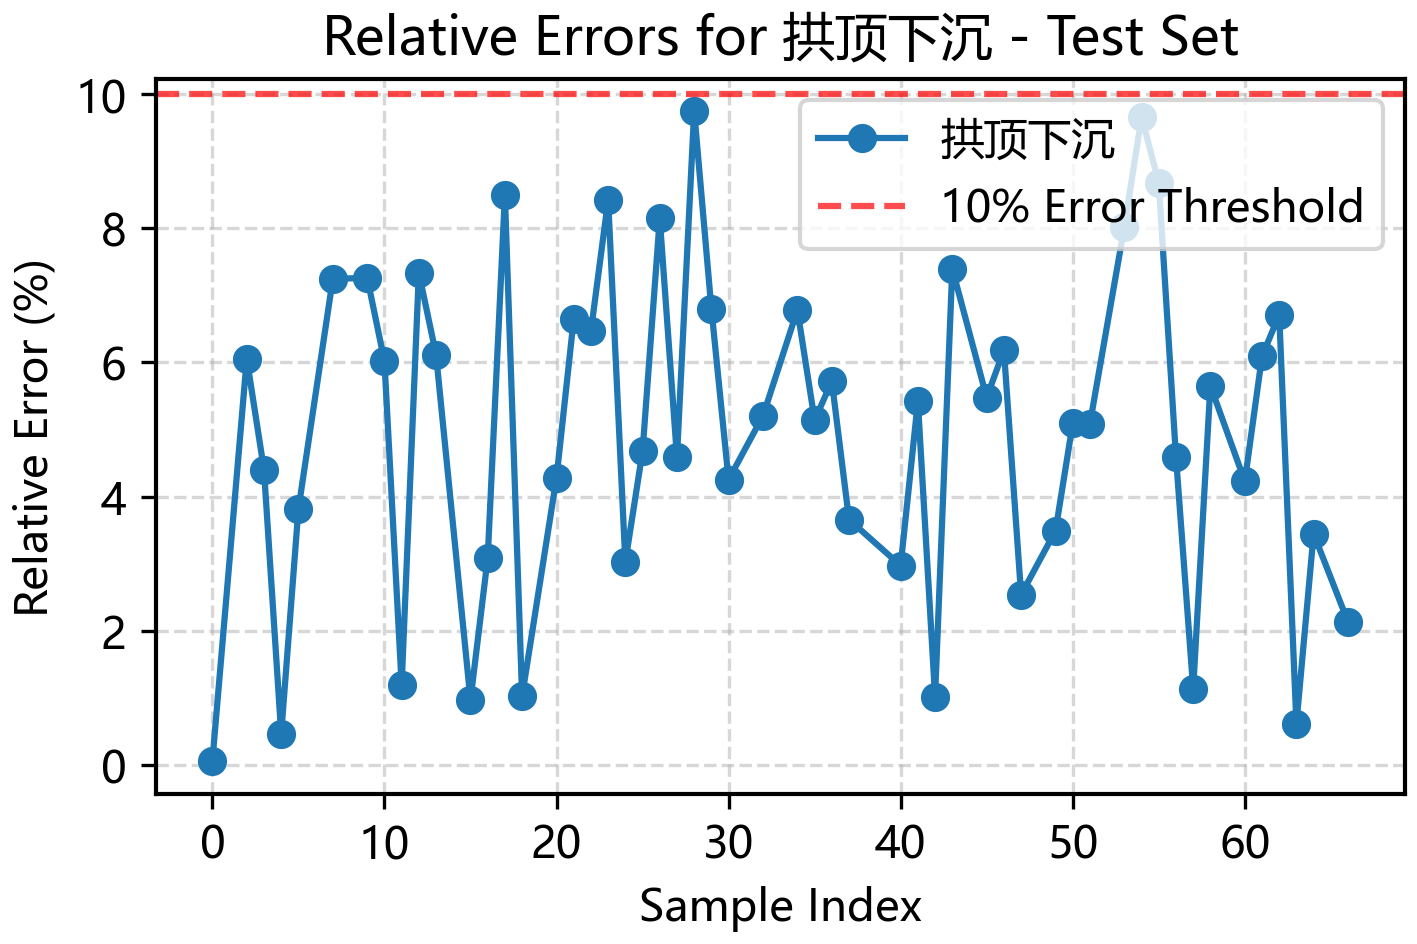 Relative Errors for 拱顶下沉 - Test Set
10
8
6
4
2
0
Relative Error (%)
拱顶下沉
10% Error Threshold
0 10 20 30 40 50 60
Sample Index